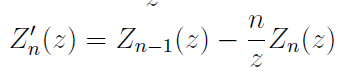 Z'_n(z) = Z_{n-1}(z) - \frac{n}{z} Z_n(z)